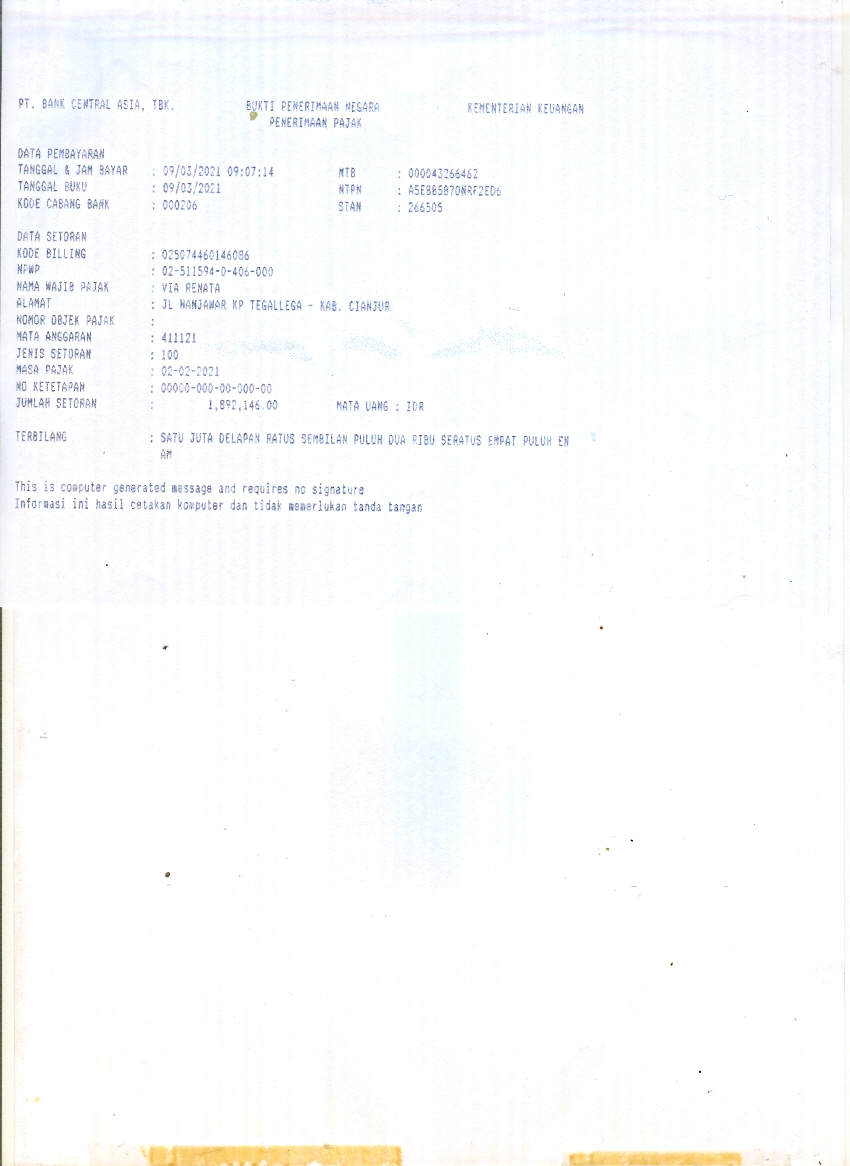 PT. BANK CENTRAL ASIA, TBK. BUKTI PENERIMAAN NEGARA KEMENTERIAN KEUANGAN
PENERIMAAN PAJAK
DATA PEMBAYARAN
TANGGAL & JAM BAYAR : 09/03/2021 09:07:14 MTB : 000043266462
TANGGAL BUKU : 09/03/2021 NTPN : A5E8B5B7DNRF2ED6
KODE CABANG BANK : 000206 STAN : 266505
DATA SETORAN
KODE BILLING : 025074460146086
NPWP : 02-511594-0-406-000
NAMA WAJIB PAJAK : VIA RENATA
ALAMAT : JL HANJAWAR KP TEGALLEGA - KAB. CIANJUR
NOMOR OBJEK PAJAK :
MATA ANGGARAN : 411121
JENIS SETORAN : 100
MASA PAJAK : 02-02-2021
NO KETETAPAN : 00000-000-00-000-00
JUMLAH SETORAN : 1,892,146.00 MATA UANG : IDR
TERBILANG : SATU JUTA DELAPAN RATUS SEMBILAN PULUH DUA RIBU SERATUS EMPAT PULUH EN
AM
This is computer generated message and requires no signature
Informasi ini hasil cetakan komputer dan tidak memerlukan tanda tangan